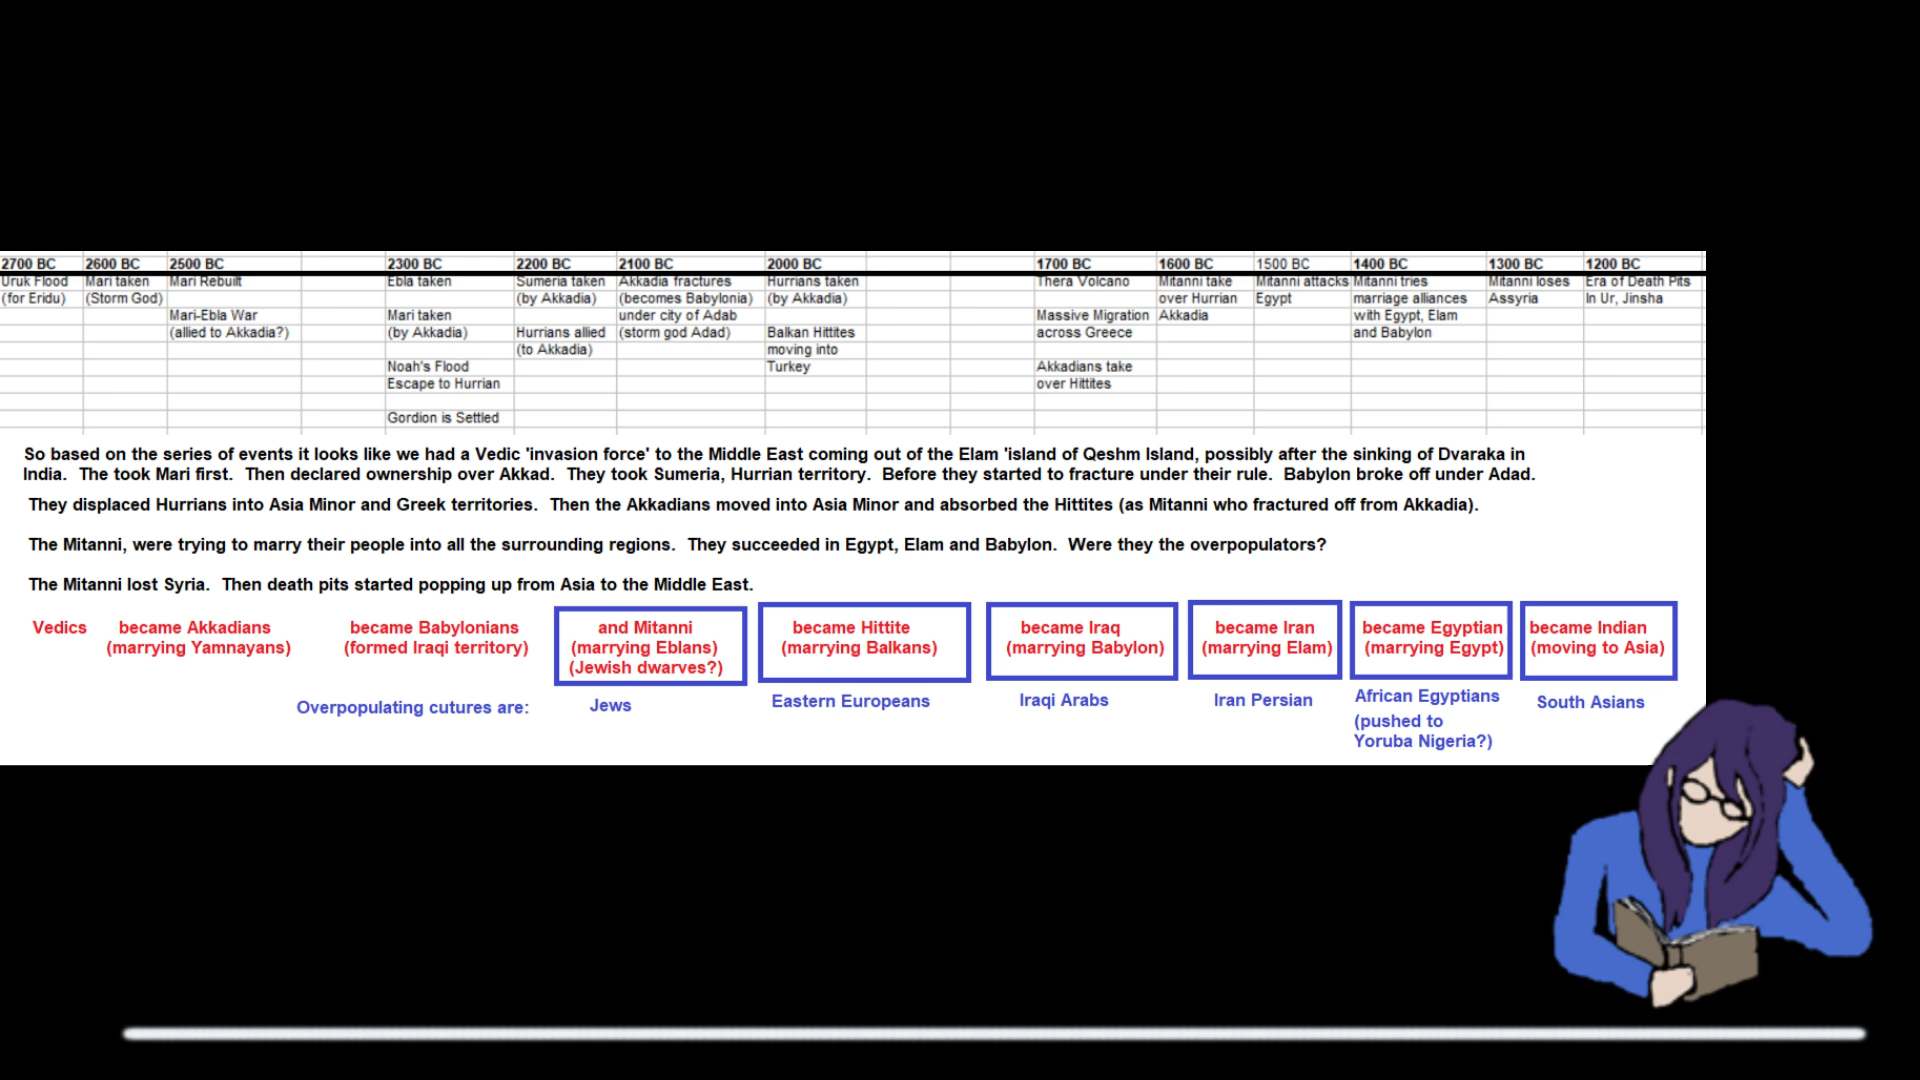 2700 BC 2600 BC 2500 BC 2300 BC 2200 BC 2100 BC 2000 BC 1700 BC 1600 BC 1500 BC 1400 BC 1300 BC 1200 BC
Uruk Flood Mari taken Mari Rebuilt Ebla taken Sumeria taken Akkadia fractures Hurrians taken Thera Volcano Mitanni take Mitanni attacks Mitanni tries Mitanni loses Era of Death Pits
(for Eridu) (Storm God) (by Akkadia) (becomes Babylonia) (by Akkadia) over Hurrian Egypt marriage alliances Assyria In Ur, Jinsha
Mari-Ebla War Mari taken under city of Adab Massive Migration Akkadia with Egypt, Elam
(allied to Akkadia?) (by Akkadia) Hurrians allied (storm god Adad) Balkan Hittites across Greece and Babylon
(to Akkadia) moving into
Noah's Flood Turkey Akkadians take
Escape to Hurrian over Hittites
Gordion is Settled
So based on the series of events it looks like we had a Vedic 'invasion force' to the Middle East coming out of the Elam 'island of Qeshm Island, possibly after the sinking of Dvaraka in
India. The took Mari first. Then declared ownership over Akkad. They took Sumeria, Hurrian territory. Before they started to fracture under their rule. Babylon broke off under Adad.
They displaced Hurrians into Asia Minor and Greek territories. Then the Akkadians moved into Asia Minor and absorbed the Hittites (as Mitanni who fractured off from Akkadia).
The Mitanni, were trying to marry their people into all the surrounding regions. They succeeded in Egypt, Elam and Babylon. Were they the overpopulators?
The Mitanni lost Syria. Then death pits started popping up from Asia to the Middle East.
Vedics became Akkadians became Babylonians and Mitanni became Hittite became Iraq became Iran became Egyptian became Indian
(marrying Yamnayans) (formed Iraqi territory) (marrying Eblans) (marrying Balkans) (marrying Babylon) (marrying Elam) (marrying Egypt) (moving to Asia)
(Jewish dwarves?)
Overpopulating cutures are: Jews Eastern Europeans Iraqi Arabs Iran Persian African Egyptians South Asians
(pushed to
Yoruba Nigeria?)